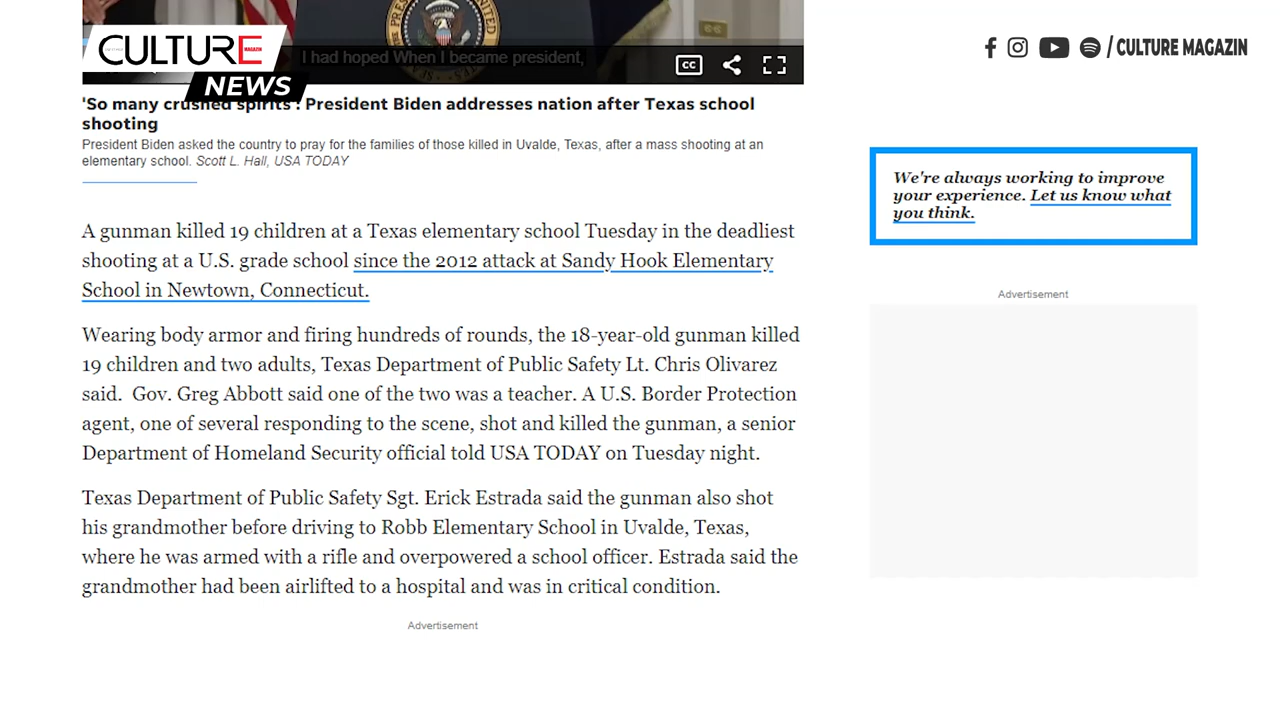 CULTURE MAGAZIN
NEWS
I had hoped When I became president,
CC
/ CULTURE MAGAZIN
'So many crushed spirits': President Biden addresses nation after Texas school
shooting
President Biden asked the country to pray for the families of those killed in Uvalde, Texas, after a mass shooting at an
elementary school. Scott L. Hall, USA TODAY
We're always working to improve
your experience. Let us know what
you think.
A gunman killed 19 children at a Texas elementary school Tuesday in the deadliest
shooting at a U.S. grade school since the 2012 attack at Sandy Hook Elementary
School in Newtown, Connecticut.
Advertisement
Wearing body armor and firing hundreds of rounds, the 18-year-old gunman killed
19 children and two adults, Texas Department of Public Safety Lt. Chris Olivarez
said. Gov. Greg Abbott said one of the two was a teacher. A U.S. Border Protection
agent, one of several responding to the scene, shot and killed the gunman, a senior
Department of Homeland Security official told USA TODAY on Tuesday night.
Texas Department of Public Safety Sgt. Erick Estrada said the gunman also shot
his grandmother before driving to Robb Elementary School in Uvalde, Texas,
where he was armed with a rifle and overpowered a school officer. Estrada said the
grandmother had been airlifted to a hospital and was in critical condition.
Advertisement